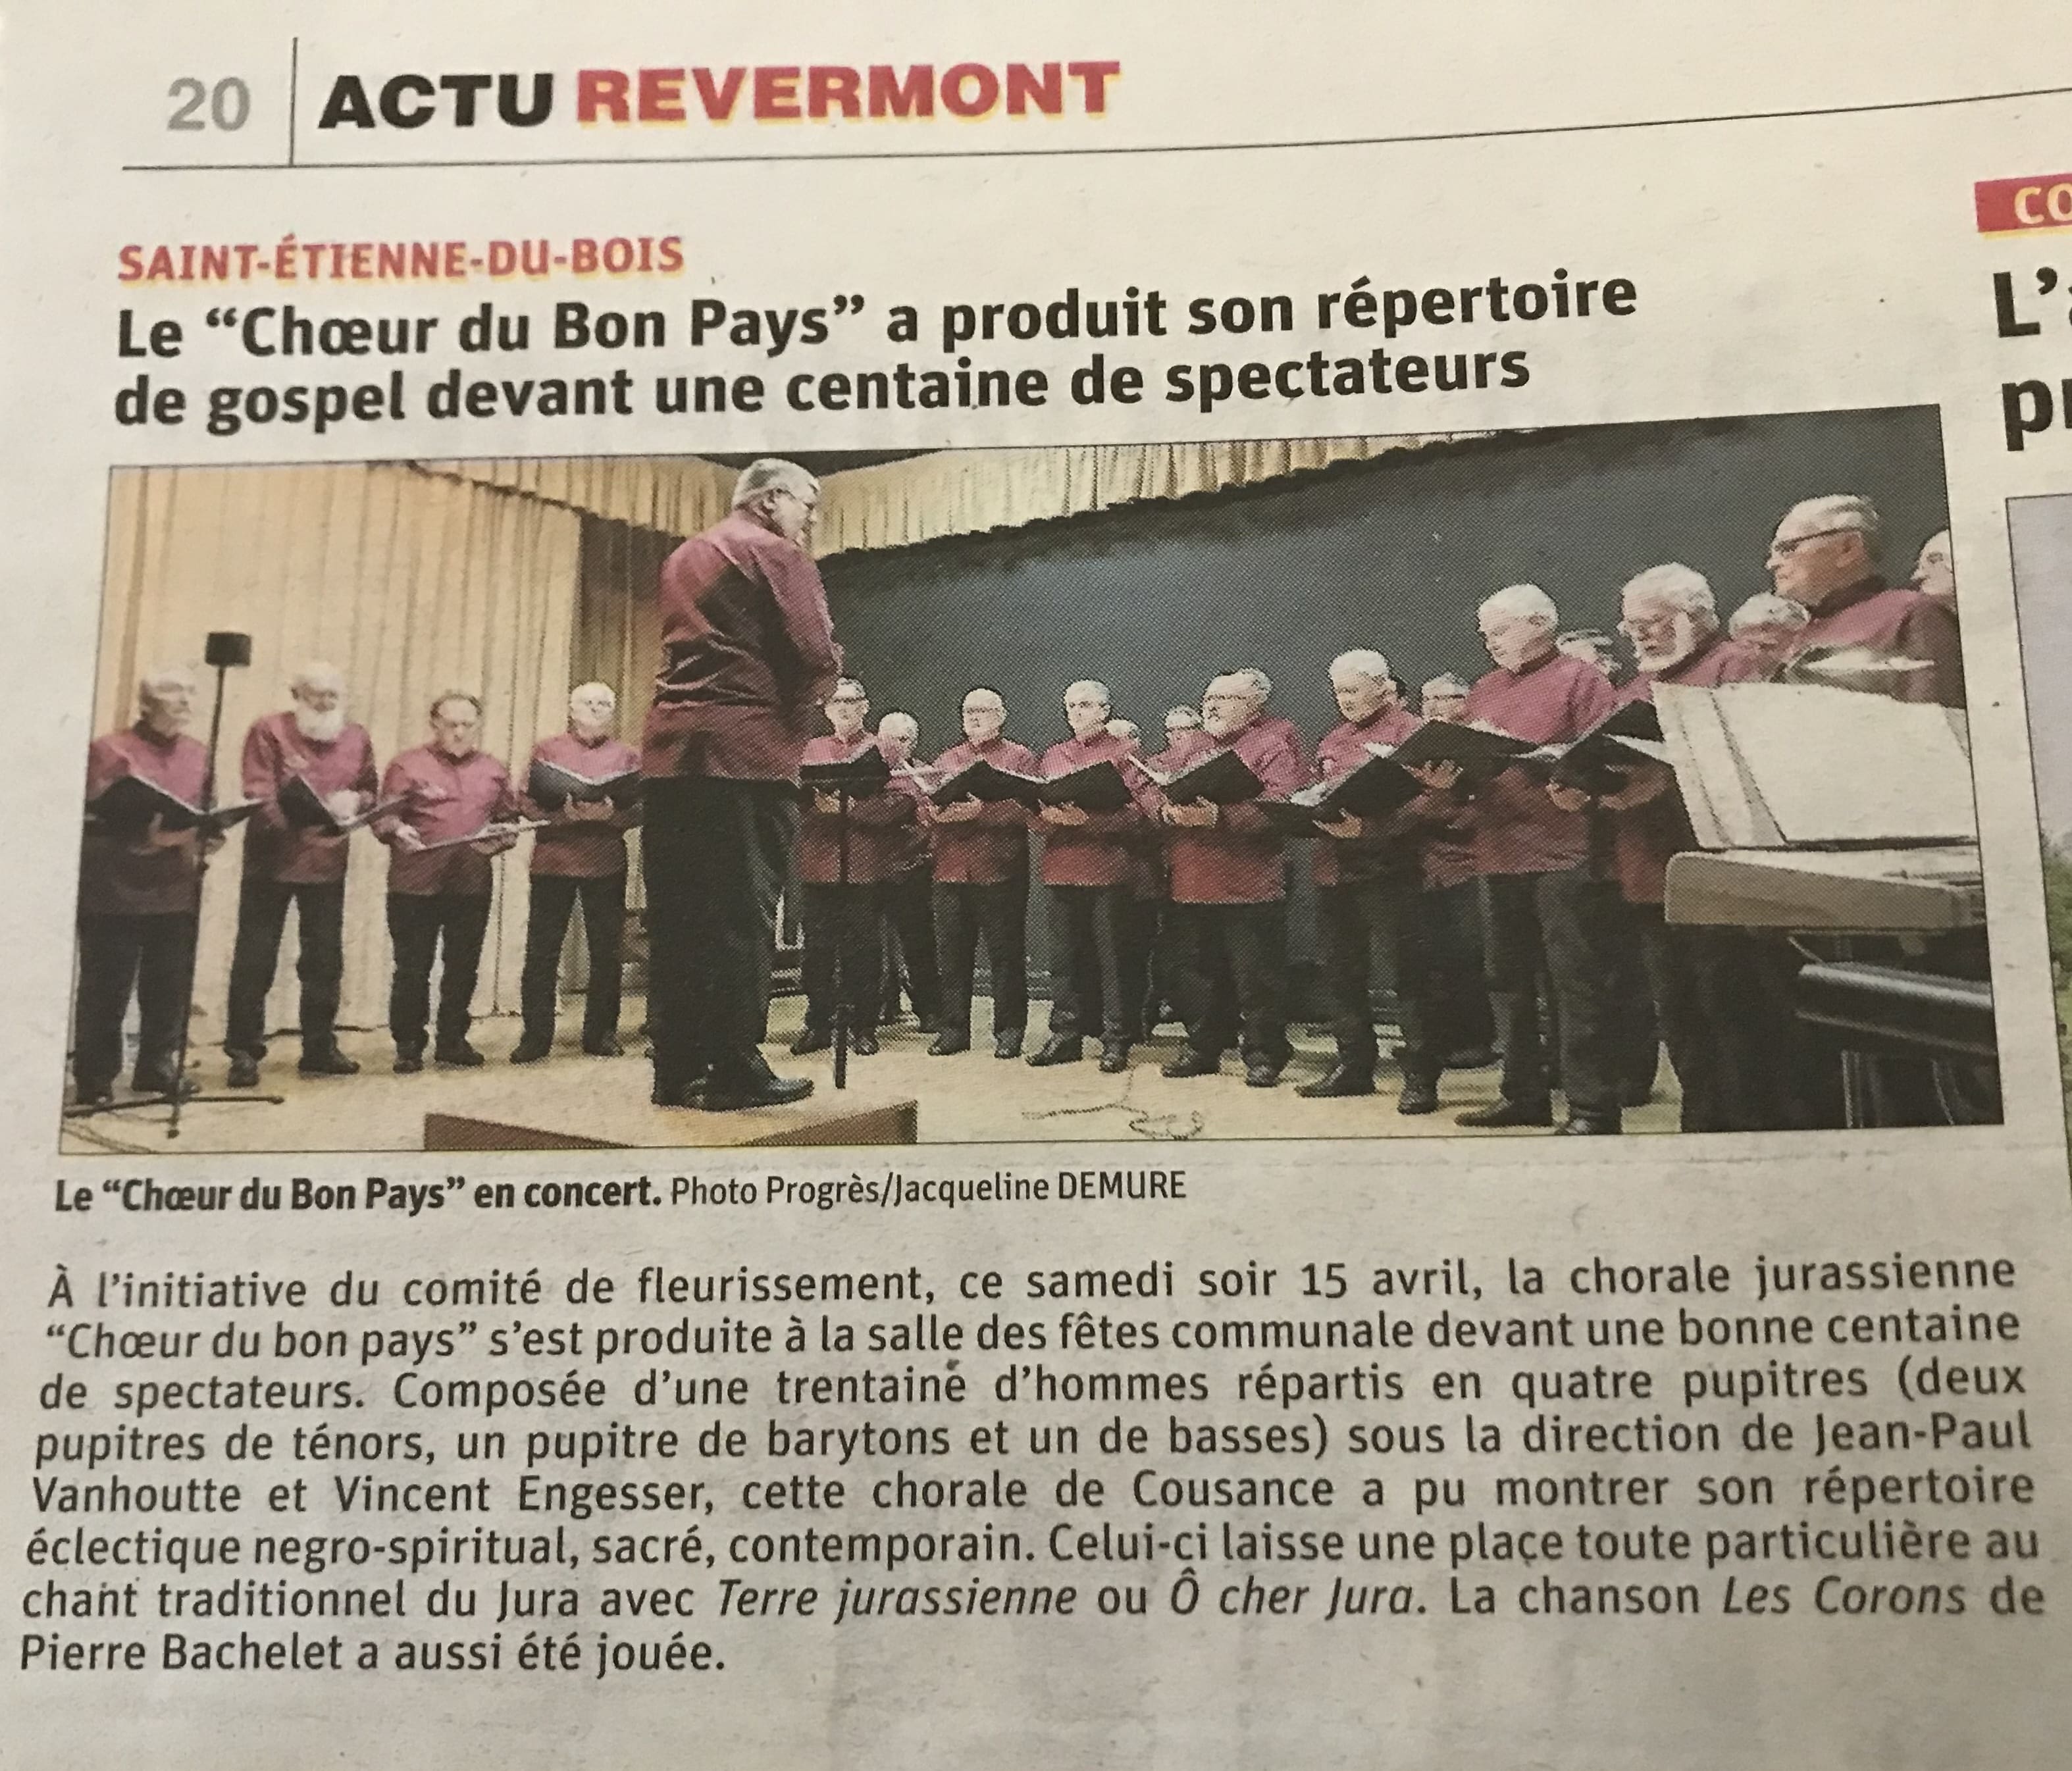 20 ACTU REVERMONT
SAINT-ÉTIENNE-DU-BOIS
Le “Chœur du Bon Pays” a produit son répertoire
de gospel devant une centaine de spectateurs
Le “Chœur du Bon Pays” en concert. Photo Progrès/Jacqueline DEMURE
À l’initiative du comité de fleurissement, ce samedi soir 15 avril, la chorale jurassienne
“Chœur du bon pays” s’est produite à la salle des fêtes communale devant une bonne centaine
de spectateurs. Composée d’une trentaine d’hommes répartis en quatre pupitres (deux
pupitres de ténors, un pupitre de barytons et un de basses) sous la direction de Jean-Paul
Vanhoutte et Vincent Engesser, cette chorale de Cousance a pu montrer son répertoire
éclectique negro-spiritual, sacré, contemporain. Celui-ci laisse une place toute particulière au
chant traditionnel du Jura avec Terre jurassienne ou Ô cher Jura. La chanson Les Corons de
Pierre Bachelet a aussi été jouée.
CO
L’
p